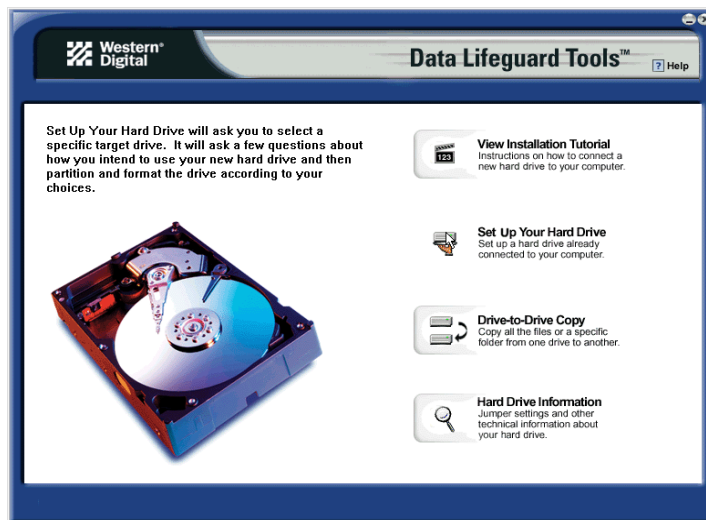 Western®
Digital
Data Lifeguard Tools™
? Help
Set Up Your Hard Drive will ask you to select a
specific target drive. It will ask a few questions about
how you intend to use your new hard drive and then
partition and format the drive according to your
choices.
123
View Installation Tutorial
Instructions on how to connect a
new hard drive to your computer.
Set Up Your Hard Drive
Set up a hard drive already
connected to your computer.
Drive-to-Drive Copy
Copy all the files or a specific
folder from one drive to another.
Hard Drive Information
Jumper settings and other
technical information about
your hard drive.